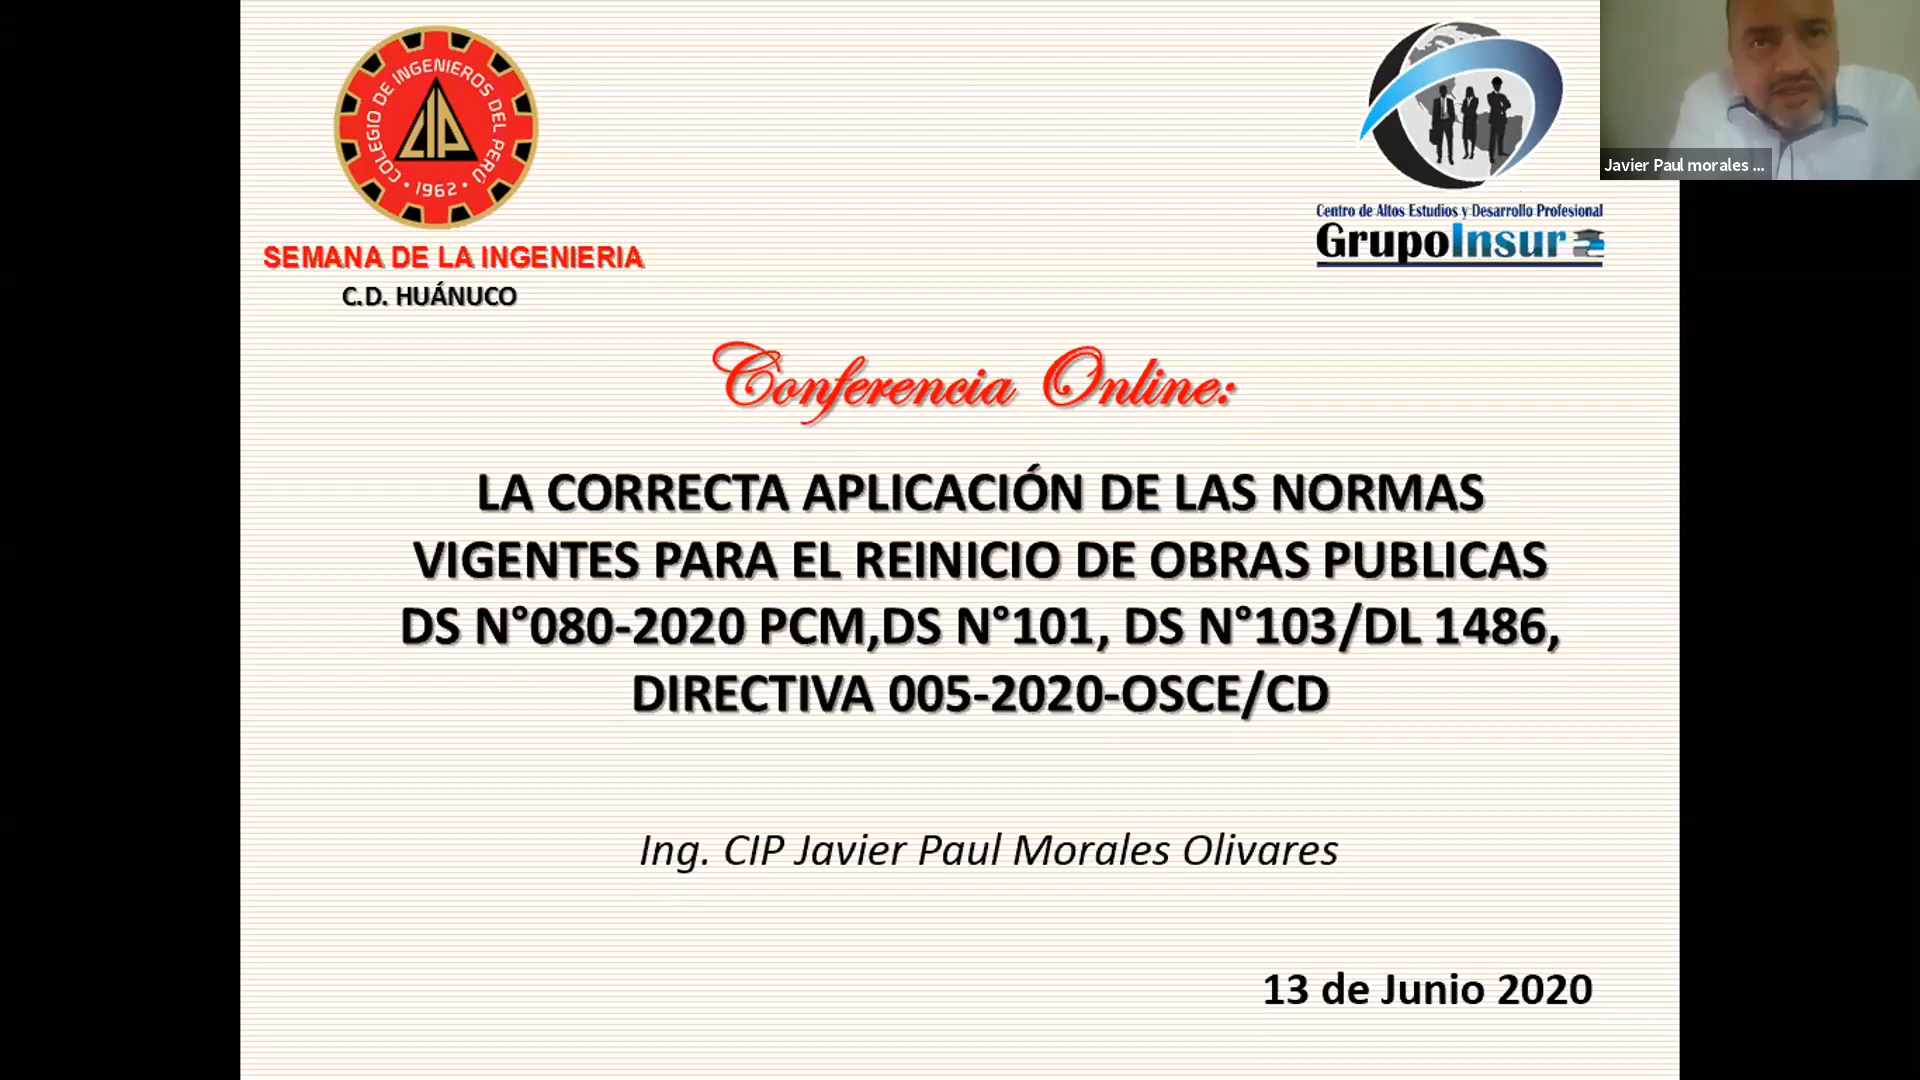 COLEGIO DE INGENIEROS DEL PERÚ
CIP
• 1962 •
SEMANA DE LA INGENIERIA
C.D. HUÁNUCO
Centro de Altos Estudios y Desarrollo Profesional
GrupoInsur
Javier Paul morales ...
Conferencia Online:
LA CORRECTA APLICACIÓN DE LAS NORMAS
VIGENTES PARA EL REINICIO DE OBRAS PUBLICAS
DS N°080-2020 PCM,DS N°101, DS N°103/DL 1486,
DIRECTIVA 005-2020-OSCE/CD
Ing. CIP Javier Paul Morales Olivares
13 de Junio 2020